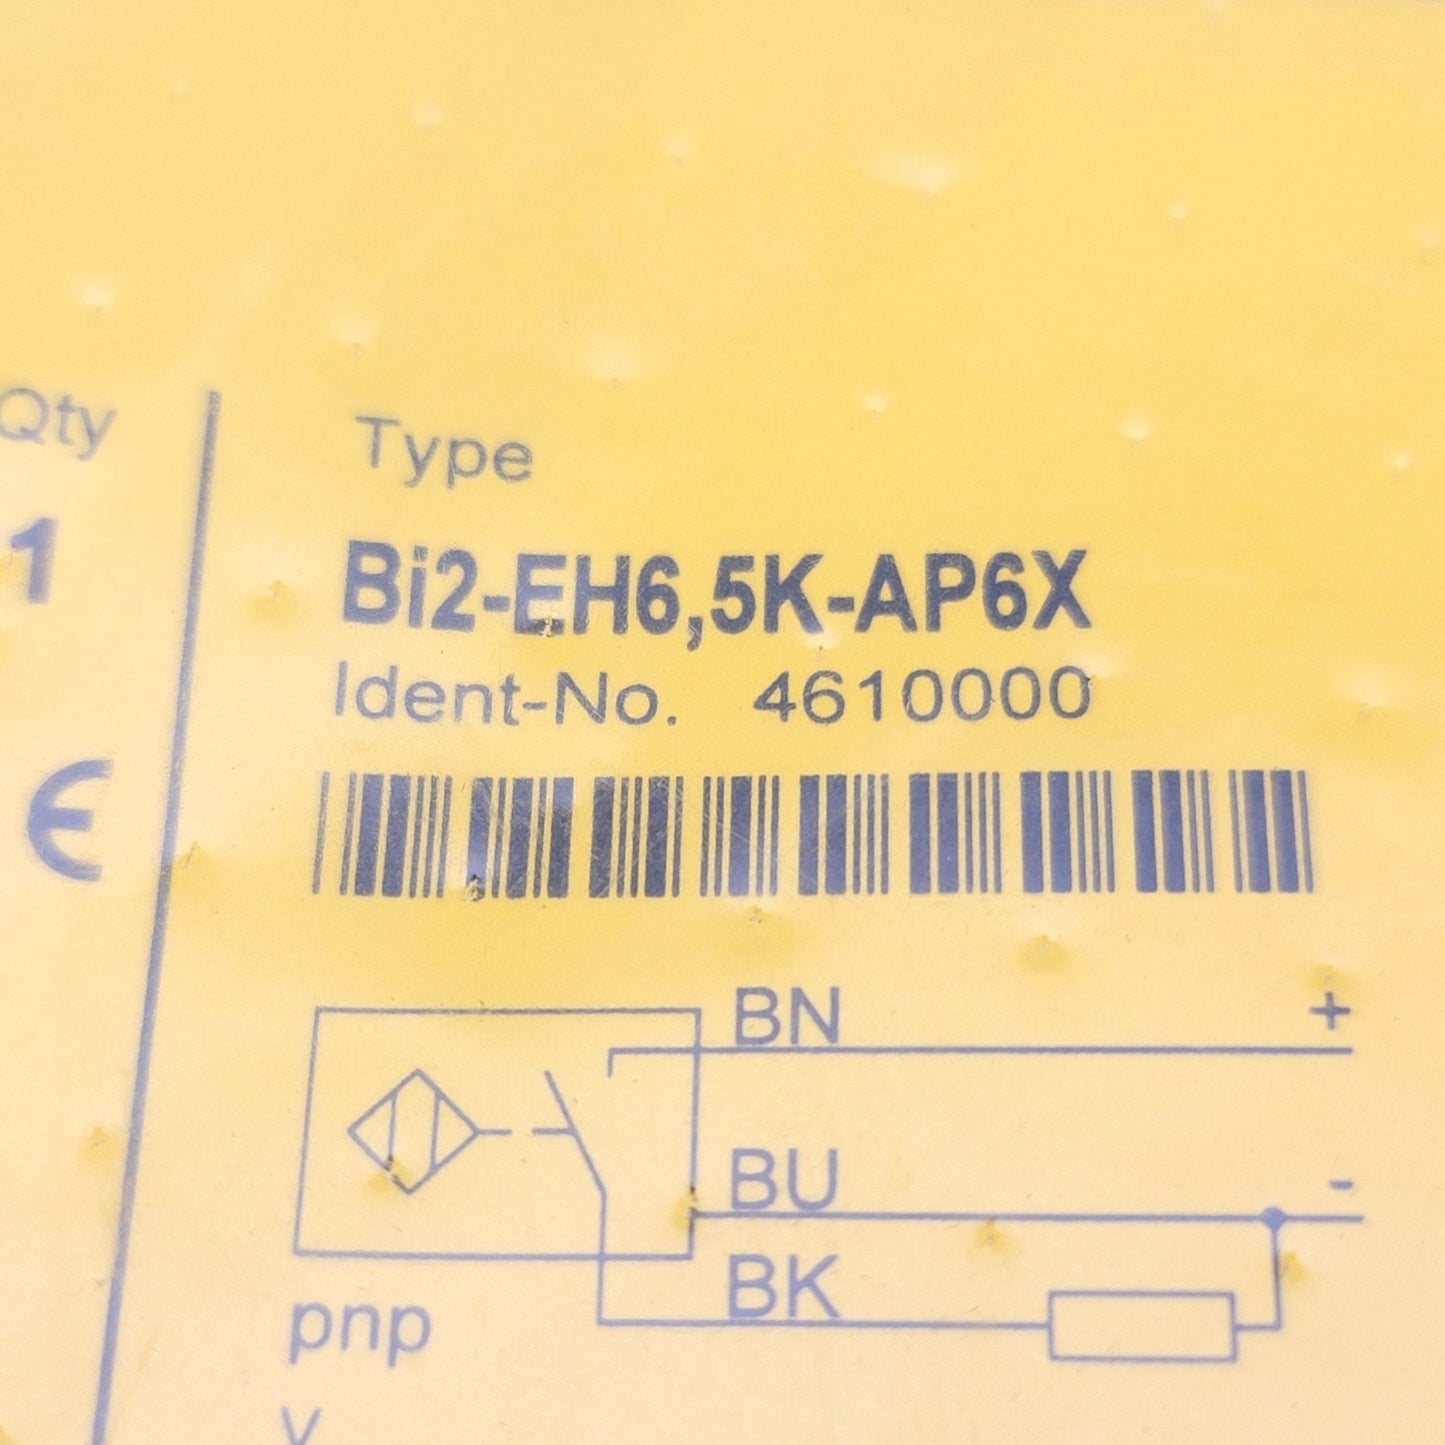 Qty
1
Type
Bi2-EH6,5K-AP6X
Ident-No. 4610000
BN +
BU -
BK
pnp